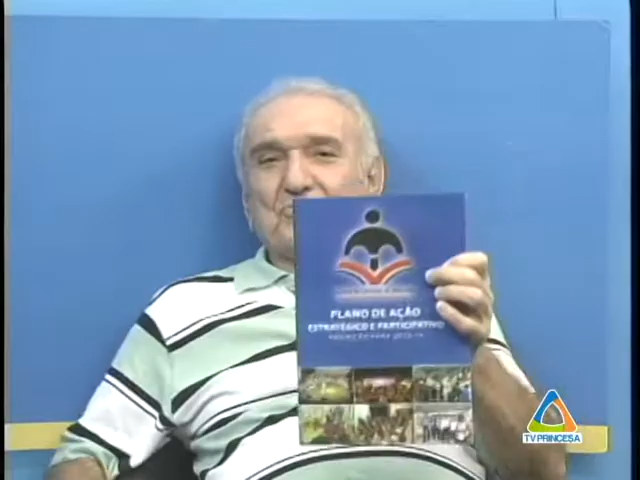 PLANO DE AÇÃO
ESTRATÉGICO E PARTICIPATIVO
TV PRINCESA